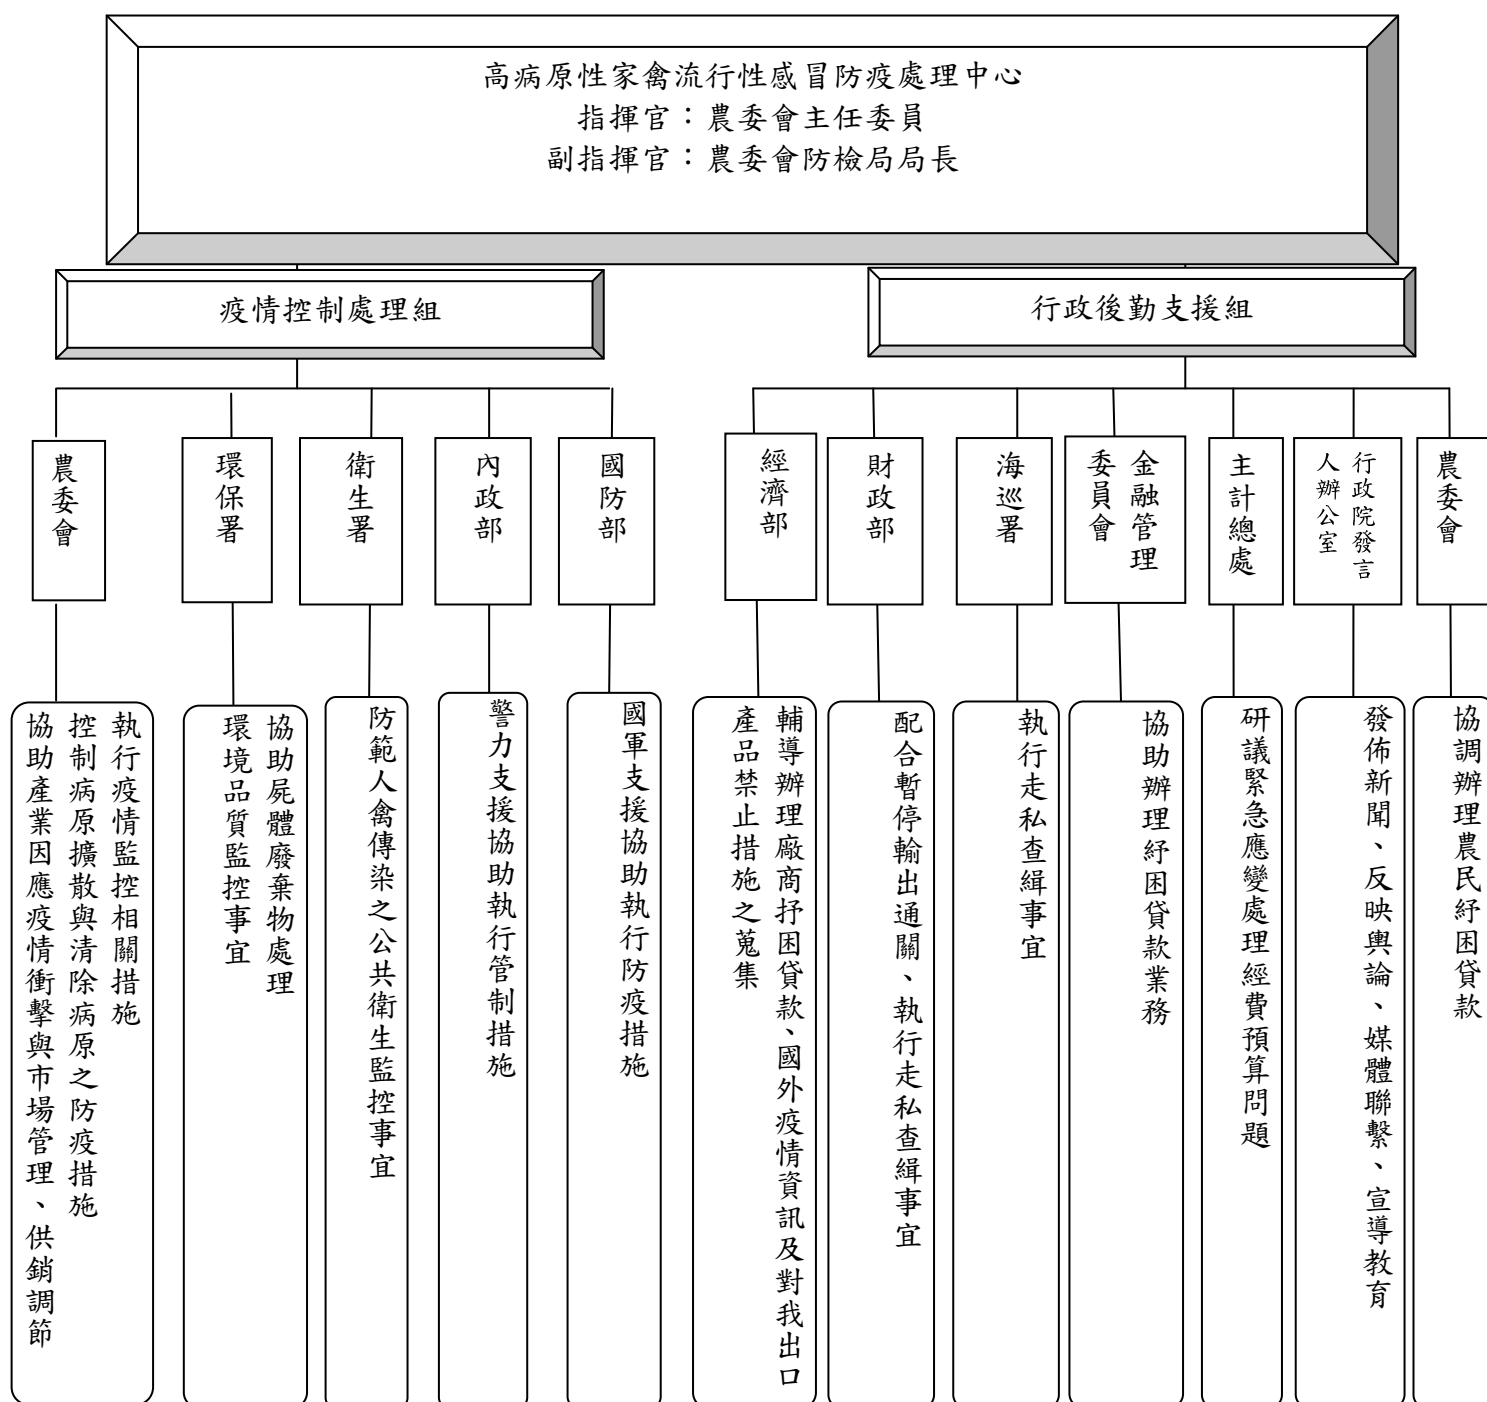 高病原性家禽流行性感冒防疫處理中心
指揮官：農委會主任委員
副指揮官：農委會防檢局局長
疫情控制處理組
行政後勤支援組
農委會
環保署
衛生署
內政部
國防部
經濟部
財政部
海巡署
金融管理
委員會
主計總處
行政院發言
人辦公室
農委會
執行疫情監控相關措施
控制病原擴散與清除病原之防疫措施
協助產業因應疫情衝擊與市場管理、供銷調節
協助屍體廢棄物處理
環境品質監控事宜
防範人禽傳染之公共衛生監控事宜
警力支援協助執行管制措施
國軍支援協助執行防疫措施
輔導辦理廠商抒困貸款、國外疫情資訊及對我出口
產品禁止措施之蒐集
配合暫停輸出通關、執行走私查緝事宜
執行走私查緝事宜
協助辦理紓困貸款業務
研議緊急應變處理經費預算問題
發佈新聞、反映輿論、媒體聯繫、宣導教育
協調辦理農民紓困貸款